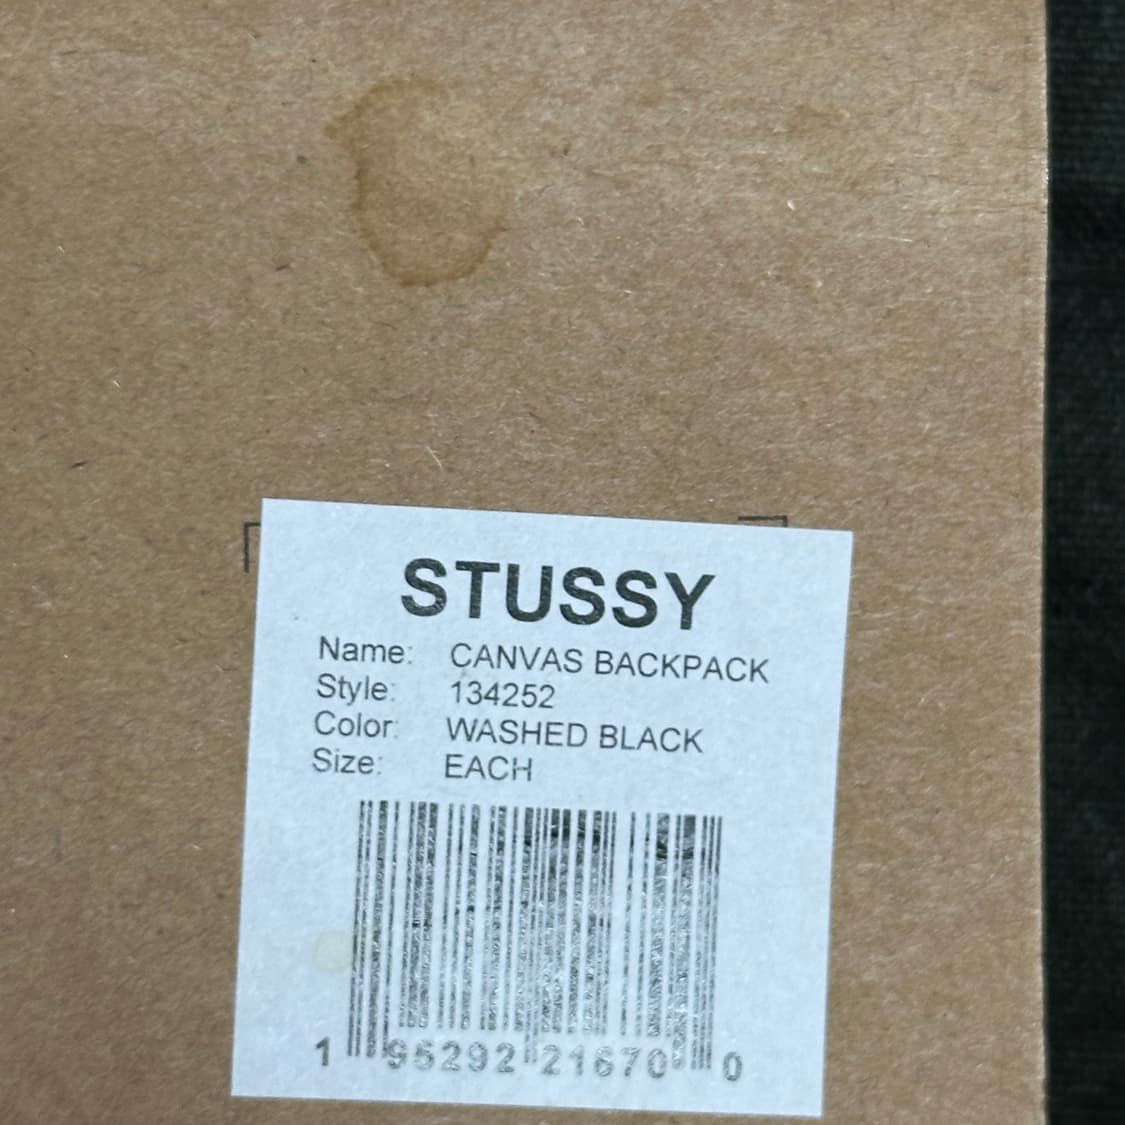 STUSSY
Name: CANVAS BACKPACK
Style: 134252
Color: WASHED BLACK
Size: EACH
1 95292 21670 0